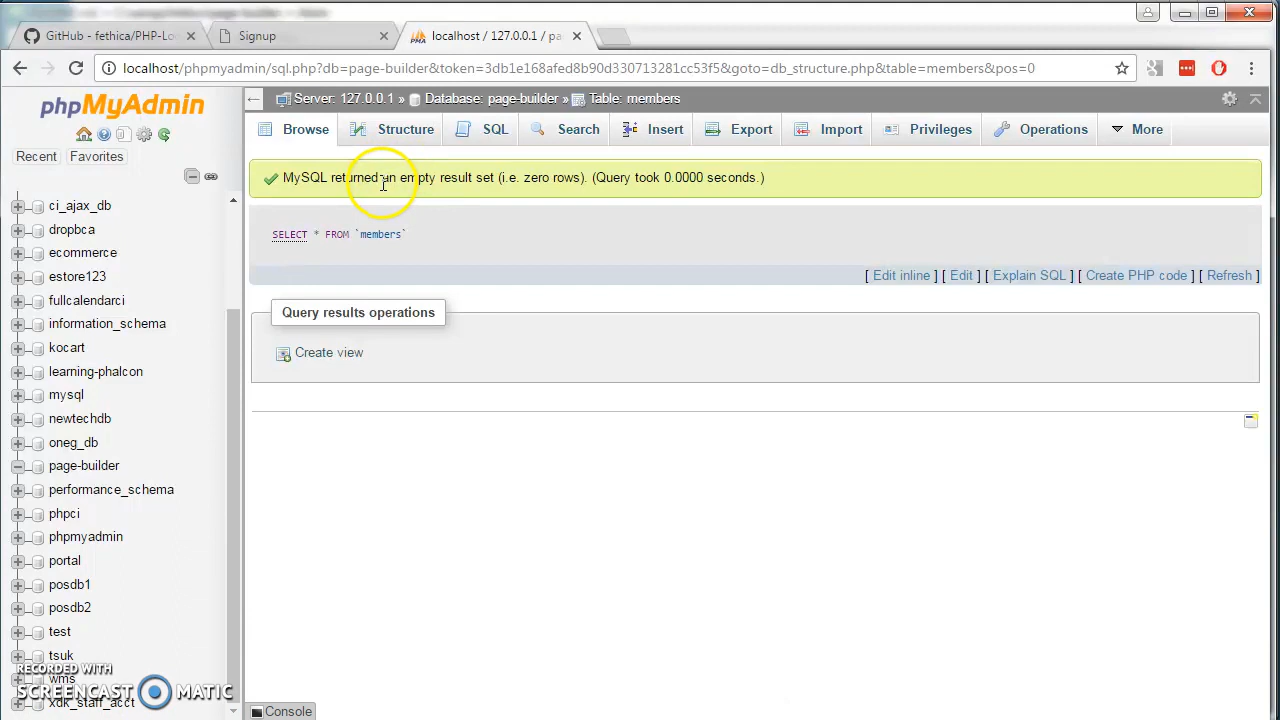 GitHub - fethica/PHP-Lo
Signup
localhost / 127.0.0.1 / pa
localhost/phpmyadmin/sql.php?db=page-builder&token=3db1e168afed8b90d330713281cc53f5&goto=db_structure.php&table=members&pos=0
phpMyAdmin
Server: 127.0.0.1 » Database: page-builder » Table: members
Browse Structure SQL Search Insert Export Import Privileges Operations More
Recent Favorites
MySQL returned an empty result set (i.e. zero rows). (Query took 0.0000 seconds.)
SELECT * FROM `members`
[ Edit inline ] [ Edit ] [ Explain SQL ] [ Create PHP code ] [ Refresh ]
Query results operations
Create view
ci_ajax_db
dropbca
ecommerce
estore123
fullcalendarci
information_schema
kocart
learning-phalcon
mysql
newtechdb
oneg_db
page-builder
performance_schema
phpci
phpmyadmin
portal
posdb1
posdb2
test
tsuk
wms
xdk_staff_acct
RECORDED WITH
SCREENCAST MATIC
Console